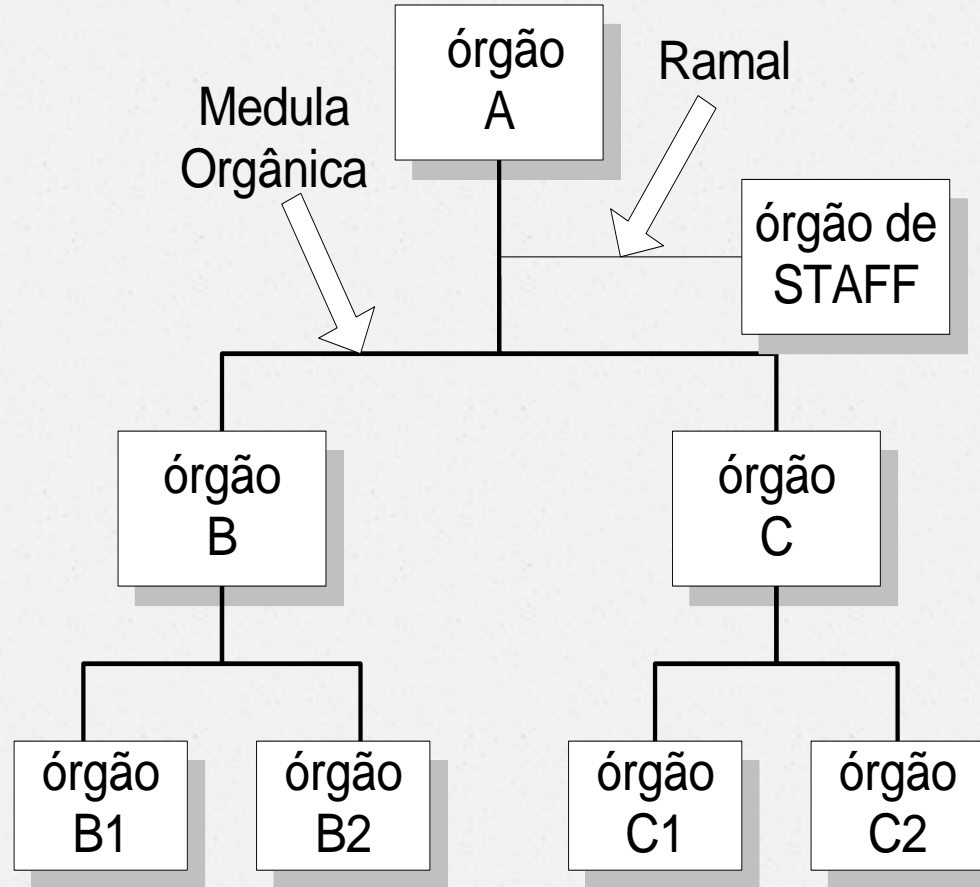 órgão
A
Ramal
Medula
Orgânica
órgão de
STAFF
órgão
B
órgão
C
órgão
B1
órgão
B2
órgão
C1
órgão
C2